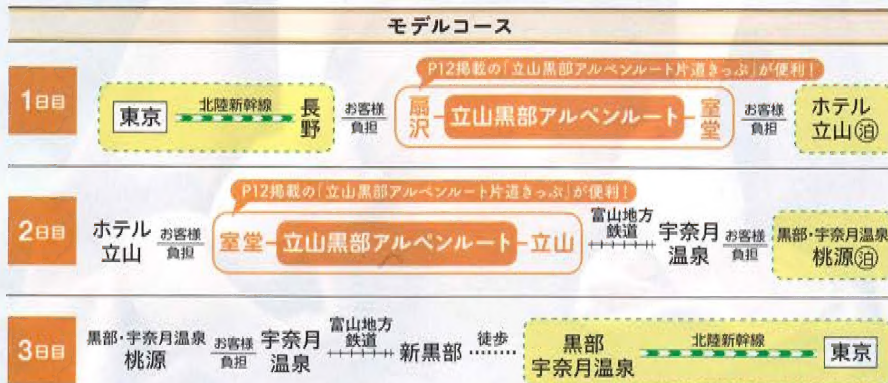 モデルコース
P12掲載の「立山黒部アルペンルート片道きっぷ」が便利！
1日目
東京
北陸新幹線
長野
お客様
負担
扇沢
立山黒部アルペンルート
室堂
お客様
負担
ホテル
立山㊡
P12掲載の「立山黒部アルペンルート片道きっぷ」が便利！
2日目
ホテル
立山
お客様
負担
室堂
立山黒部アルペンルート
立山
富山地方
鉄道
宇奈月
温泉
お客様
負担
黒部・宇奈月温泉
桃源泊
3日目
黒部・宇奈月温泉
桃源
お客様
負担
宇奈月
温泉
富山地方
鉄道
新黒部
徒歩
黒部
宇奈月温泉
北陸新幹線
東京